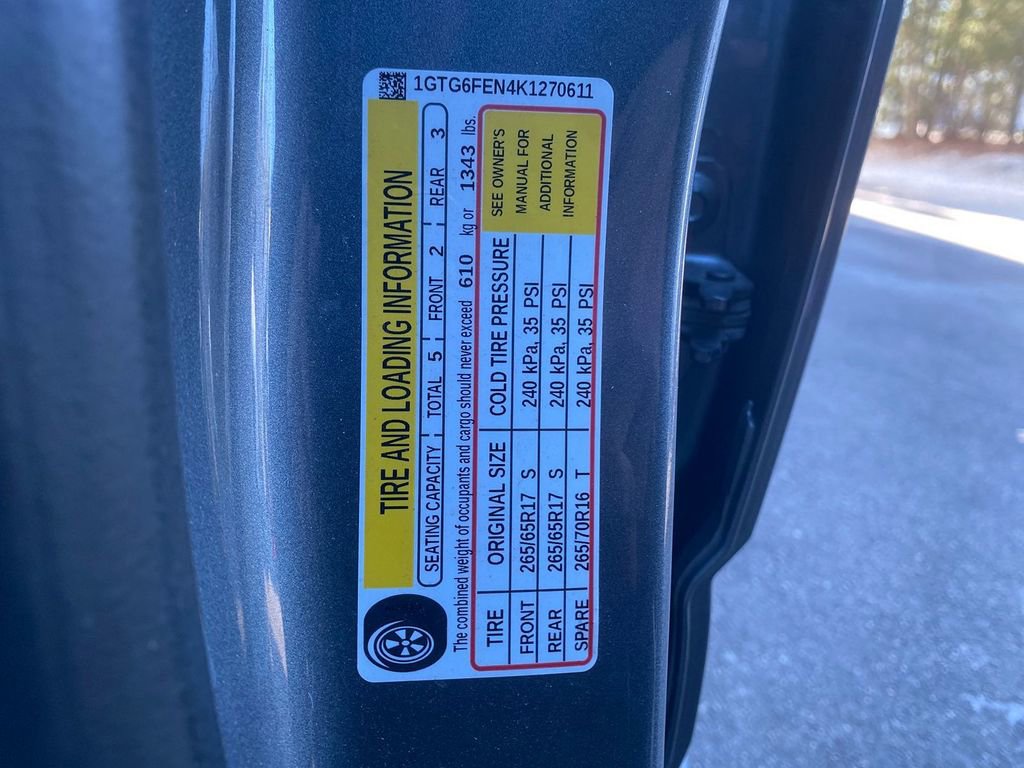 1GTG6FEN4K1270611
TIRE AND LOADING INFORMATION
SEATING CAPACITY TOTAL 5 FRONT 2 REAR 3
The combined weight of occupants and cargo should never exceed 610 kg or 1343 lbs.
TIRE ORIGINAL SIZE COLD TIRE PRESSURE
FRONT 265/65R17 S 240 kPa, 35 PSI
REAR 265/65R17 S 240 kPa, 35 PSI
SPARE 265/70R16 T 240 kPa, 35 PSI
SEE OWNER'S
MANUAL FOR
ADDITIONAL
INFORMATION